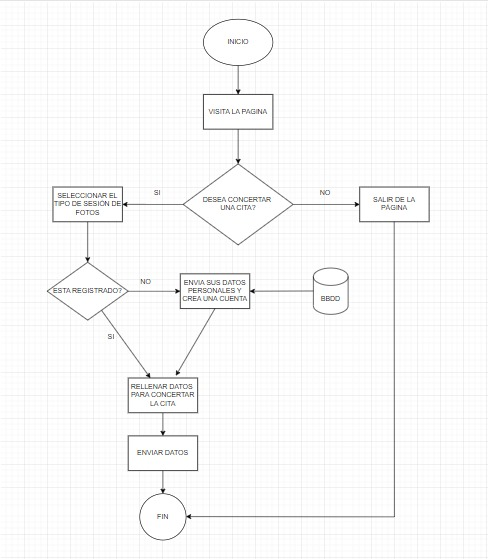 INICIO
VISITA LA PAGINA
DESEA CONCERTAR
UNA CITA?
SI
NO
SELECCIONAR EL
TIPO DE SESIÓN DE
FOTOS
SALIR DE LA
PÁGINA
ESTA REGISTRADO?
NO
ENVIA SUS DATOS
PERSONALES Y
CREA UNA CUENTA
BBDD
SI
RELLENAR DATOS
PARA CONCERTAR
LA CITA
ENVIAR DATOS
FIN